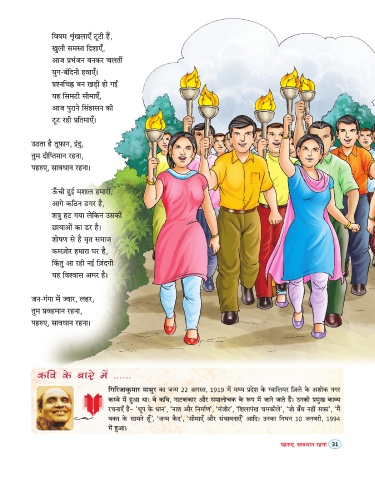 विषम शृंखलाएँ टूटी हैं,
खुली समस्त दिशाएँ,
आज प्रभंजन बनकर चलतीं
युग-बंदिनी हवाएँ।
प्रश्नचिह्न बन खड़ी हो गईं
यह सिमटी सीमाएँ,
आज पुराने सिंहासन की
टूट रही प्रतिमाएँ।
उठता है तूफ़ान, इंदु,
तुम दीप्तिमान रहना,
पहरुए, सावधान रहना।
ऊँची हुई मशाल हमारी,
आगे कठिन डगर है,
शत्रु हट गया लेकिन उसकी
छायाओं का डर है।
शोषण से है मृत समाज
कमज़ोर हमारा घर है,
किंतु आ रही नई ज़िंदगी
यह विश्वास अमर है।
जन-गंगा में ज्वार, लहर,
तुम प्रवहमान रहना,
पहरुए, सावधान रहना।
कवि के बारे में ......
गिरिजाकुमार माथुर का जन्म 22 अगस्त, 1919 में मध्य प्रदेश के ग्वालियर ज़िले के अशोक नगर
कस्बे में हुआ था। वे कवि, नाटककार और समालोचक के रूप में जाने जाते हैं। उनकी प्रमुख काव्य
रचनाएँ हैं– ‘धूप के धान’, ‘नाश और निर्माण’, ‘मंजीर’, ‘शिलापंख चमकीले’, ‘जो बँध नहीं सका’, ‘मैं
वक्त के सामने हूँ’, ‘जन्म कैद’, ‘सीमाएँ और संभावनाएँ’ आदि। उनका निधन 10 जनवरी, 1994
में हुआ।
पहरुए, सावधान रहना 31